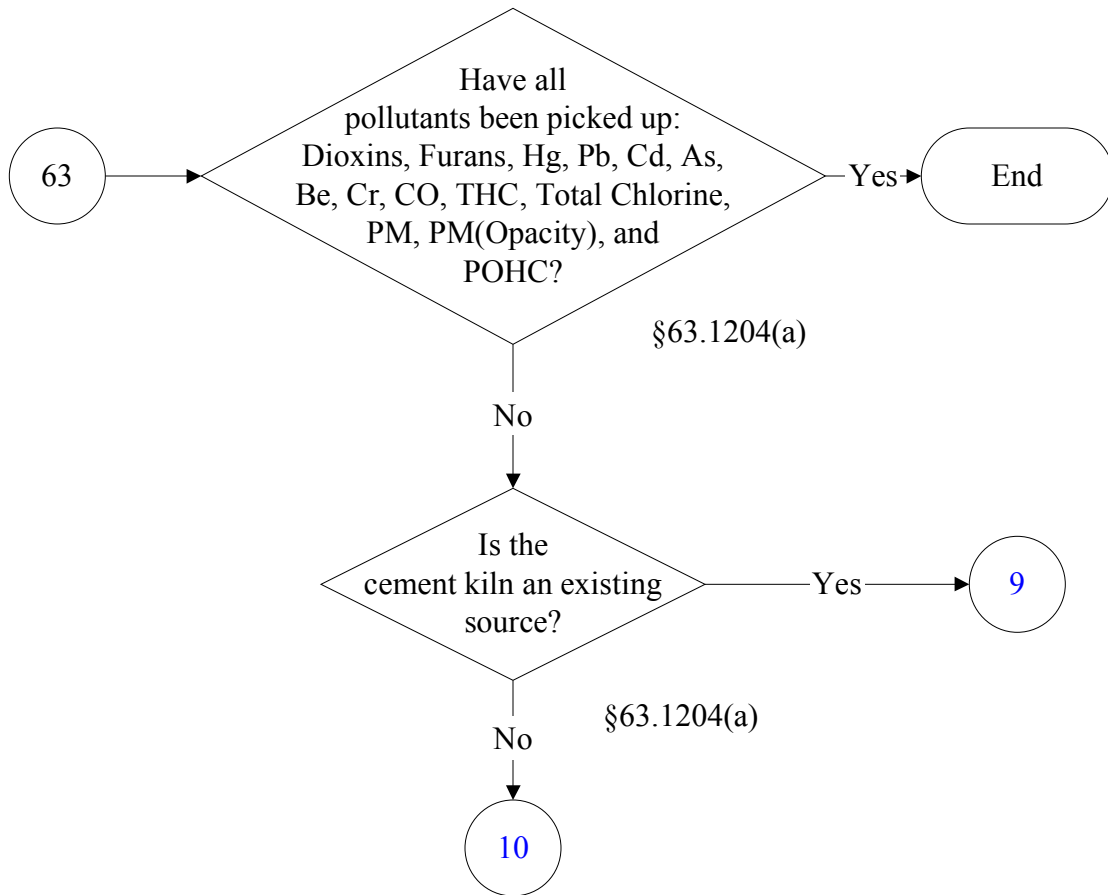 Have all
pollutants been picked up:
63
Dioxins, Furans, Hg, Pb, Cd, As,
Be, Cr, CO, THC, Total Chlorine,
PM, PM(Opacity), and
POHC?
Yes
End
§63.1204(a)
No
Is the
cement kiln an existing
source?
Yes
9
§63.1204(a)
No
10